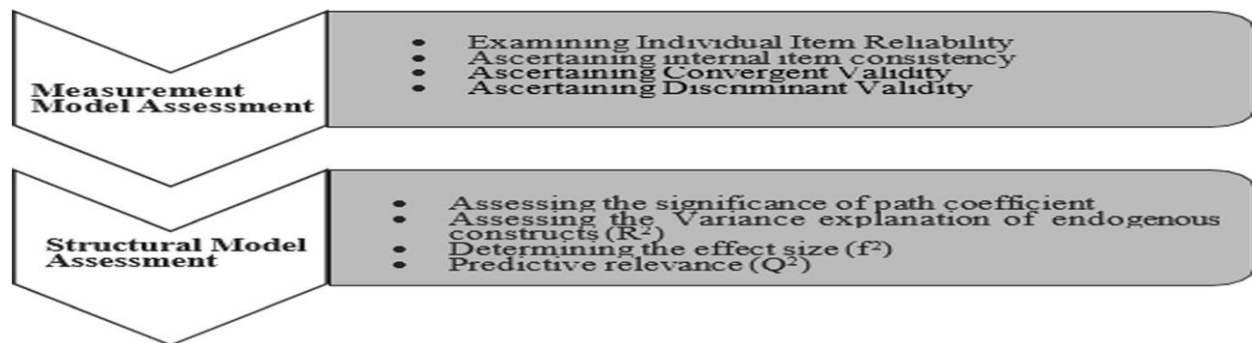 Measurement
Model Assessment
• Examining Individual Item Reliability
• Ascertaining internal item consistency
• Ascertaining Convergent Validity
• Ascertaining Discriminant Validity
Structural Model
Assessment
• Assessing the significance of path coefficient
• Assessing the Variance explanation of endogenous
constructs (R²)
• Determining the effect size (f²)
• Predictive relevance (Q²)